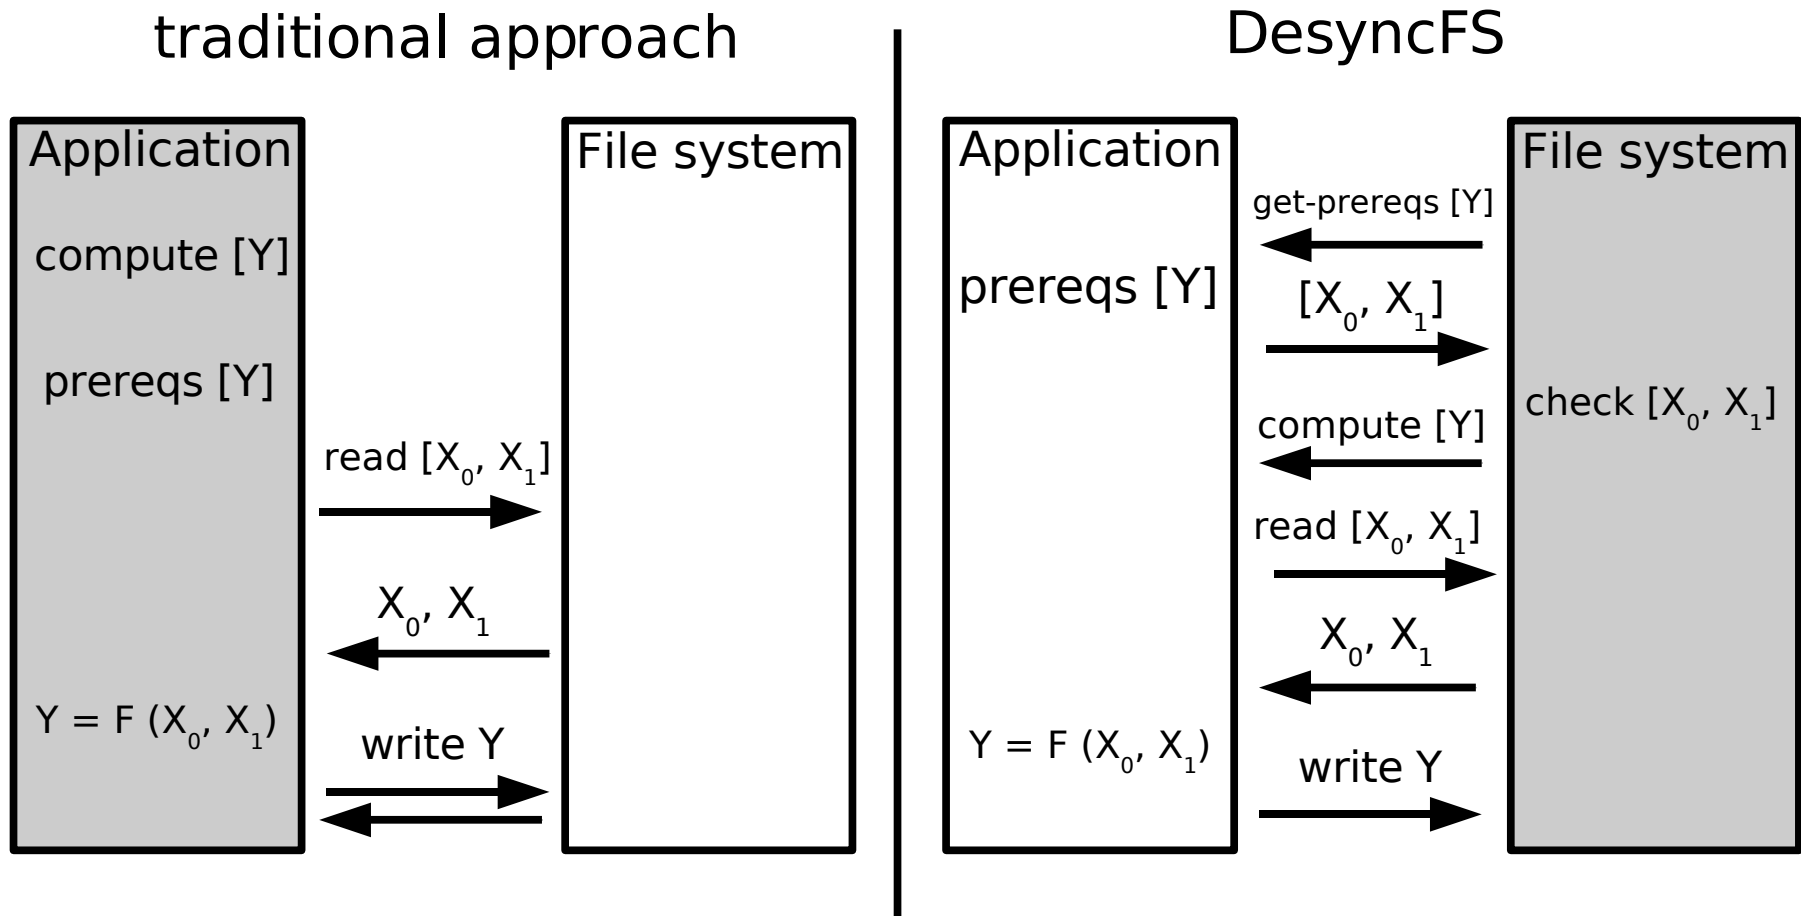 traditional approach
Application
File system
compute [Y]
prereqs [Y]
read [X₀, X₁]
X₀, X₁
Y = F (X₀, X₁)
write Y
DesyncFS
Application
File system
get-prereqs [Y]
prereqs [Y]
[X₀, X₁]
check [X₀, X₁]
compute [Y]
read [X₀, X₁]
X₀, X₁
Y = F (X₀, X₁)
write Y